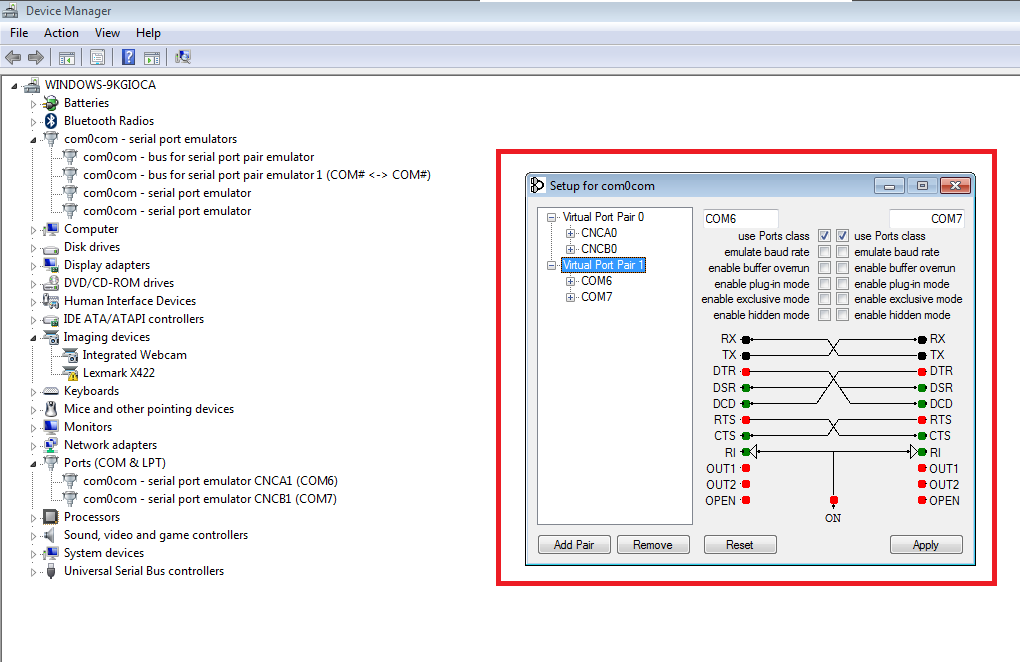 Device Manager
File Action View Help
WINDOWS-9KGIOCA
Batteries
Bluetooth Radios
com0com - serial port emulators
com0com - bus for serial port pair emulator
com0com - bus for serial port pair emulator 1 (COM# <-> COM#)
com0com - serial port emulator
com0com - serial port emulator
Computer
Disk drives
Display adapters
DVD/CD-ROM drives
Human Interface Devices
IDE ATA/ATAPI controllers
Imaging devices
Integrated Webcam
Lexmark X422
Keyboards
Mice and other pointing devices
Monitors
Network adapters
Ports (COM & LPT)
com0com - serial port emulator CNCA1 (COM6)
com0com - serial port emulator CNCB1 (COM7)
Processors
Sound, video and game controllers
System devices
Universal Serial Bus controllers
Setup for com0com
Virtual Port Pair 0
CNCA0
CNCB0
Virtual Port Pair 1
COM6
COM7
COM6 COM7
use Ports class use Ports class
emulate baud rate emulate baud rate
enable buffer overrun enable buffer overrun
enable plug-in mode enable plug-in mode
enable exclusive mode enable exclusive mode
enable hidden mode enable hidden mode
RX RX
TX TX
DTR DTR
DSR DSR
DCD DCD
RTS RTS
CTS CTS
RI RI
OUT1 OUT1
OUT2 OUT2
OPEN OPEN
ON
Add Pair Remove Reset Apply